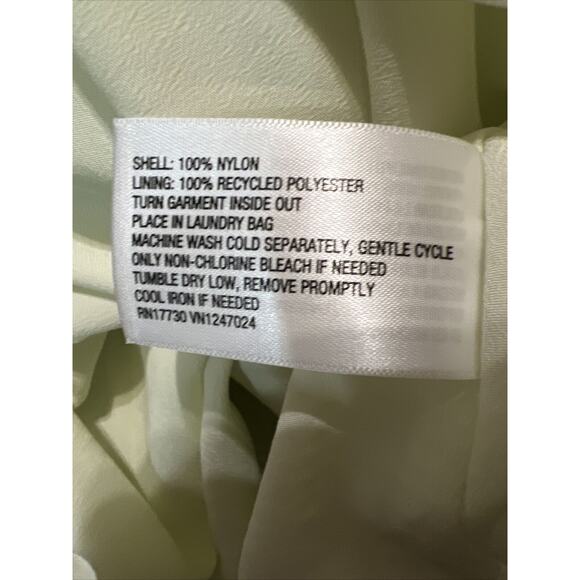 SHELL: 100% NYLON
LINING: 100% RECYCLED POLYESTER
TURN GARMENT INSIDE OUT
PLACE IN LAUNDRY BAG
MACHINE WASH COLD SEPARATELY, GENTLE CYCLE
ONLY NON-CHLORINE BLEACH IF NEEDED
TUMBLE DRY LOW, REMOVE PROMPTLY
COOL IRON IF NEEDED
RN17730 VN1247024